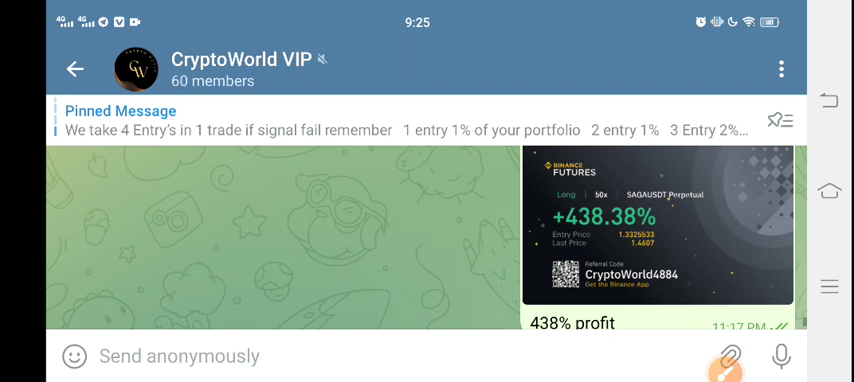 4G 4G 9:25
CryptoWorld VIP
60 members
Pinned Message
We take 4 Entry's in 1 trade if signal fail remember 1 entry 1% of your portfolio 2 entry 1% 3 Entry 2%...
BINANCE
FUTURES
Long | 50x | SAGAUSDT Perpetual
+438.38%
Entry Price 1.3325533
Last Price 1.4607
Referral Code
CryptoWorld4884
Get the Binance App
438% profit
11:17 PM
Send anonymously